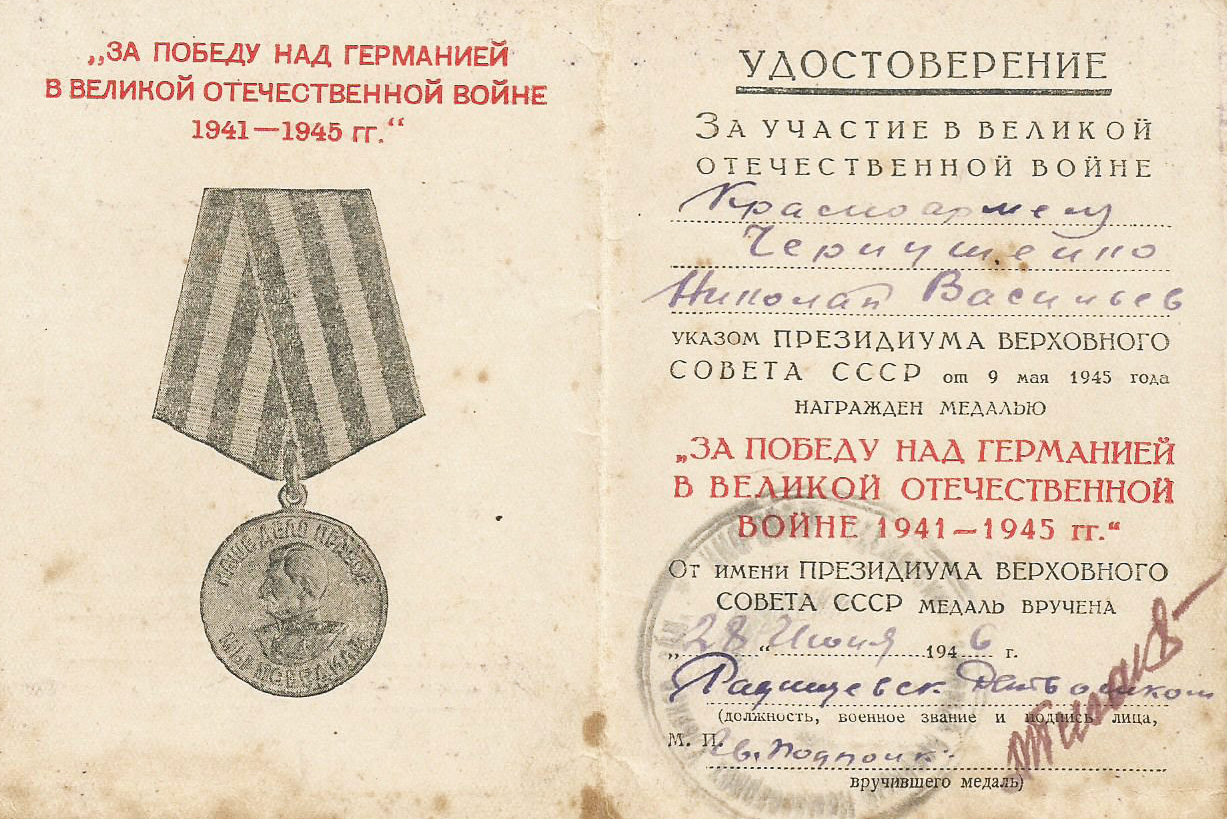 „ЗА ПОБЕДУ НАД ГЕРМАНИЕЙ
В ВЕЛИКОЙ ОТЕЧЕСТВЕННОЙ ВОЙНЕ
1941—1945 гг.“
НАШЕ ДЕЛО ПРАВОЕ
МЫ ПОБЕДИЛИ
УДОСТОВЕРЕНИЕ
ЗА УЧАСТИЕ В ВЕЛИКОЙ
ОТЕЧЕСТВЕННОЙ ВОЙНЕ
Красноармеец
Николай Васильев
указом ПРЕЗИДИУМА ВЕРХОВНОГО
СОВЕТА СССР от 9 мая 1945 года
НАГРАЖДЕН МЕДАЛЬЮ
„ЗА ПОБЕДУ НАД ГЕРМАНИЕЙ
В ВЕЛИКОЙ ОТЕЧЕСТВЕННОЙ
ВОЙНЕ 1941—1945 гг.“
От имени ПРЕЗИДИУМА ВЕРХОВНОГО
СОВЕТА СССР МЕДАЛЬ ВРУЧЕНА
„28“ Июня 1946 г.
Радищевск.
(должность, военное звание и подпись лица,
М. П. Гв. Подполк.
вручившего медаль)